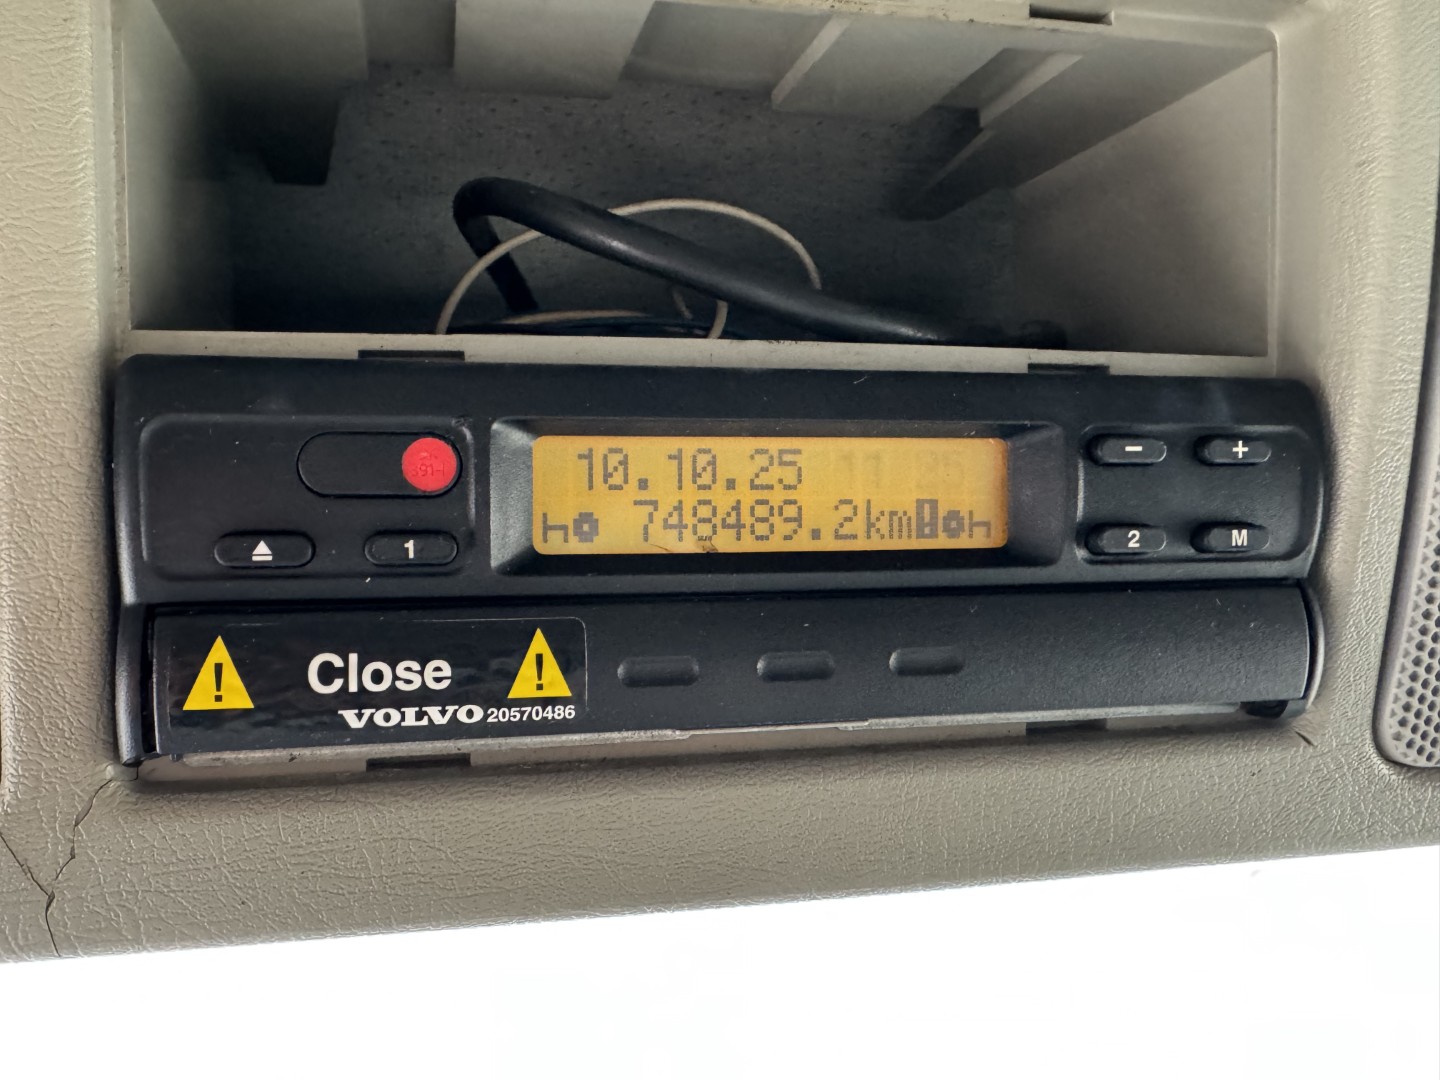 10.10.25
h 748489.2km h
1
2
M
- +
! Close !
VOLVO 20570486